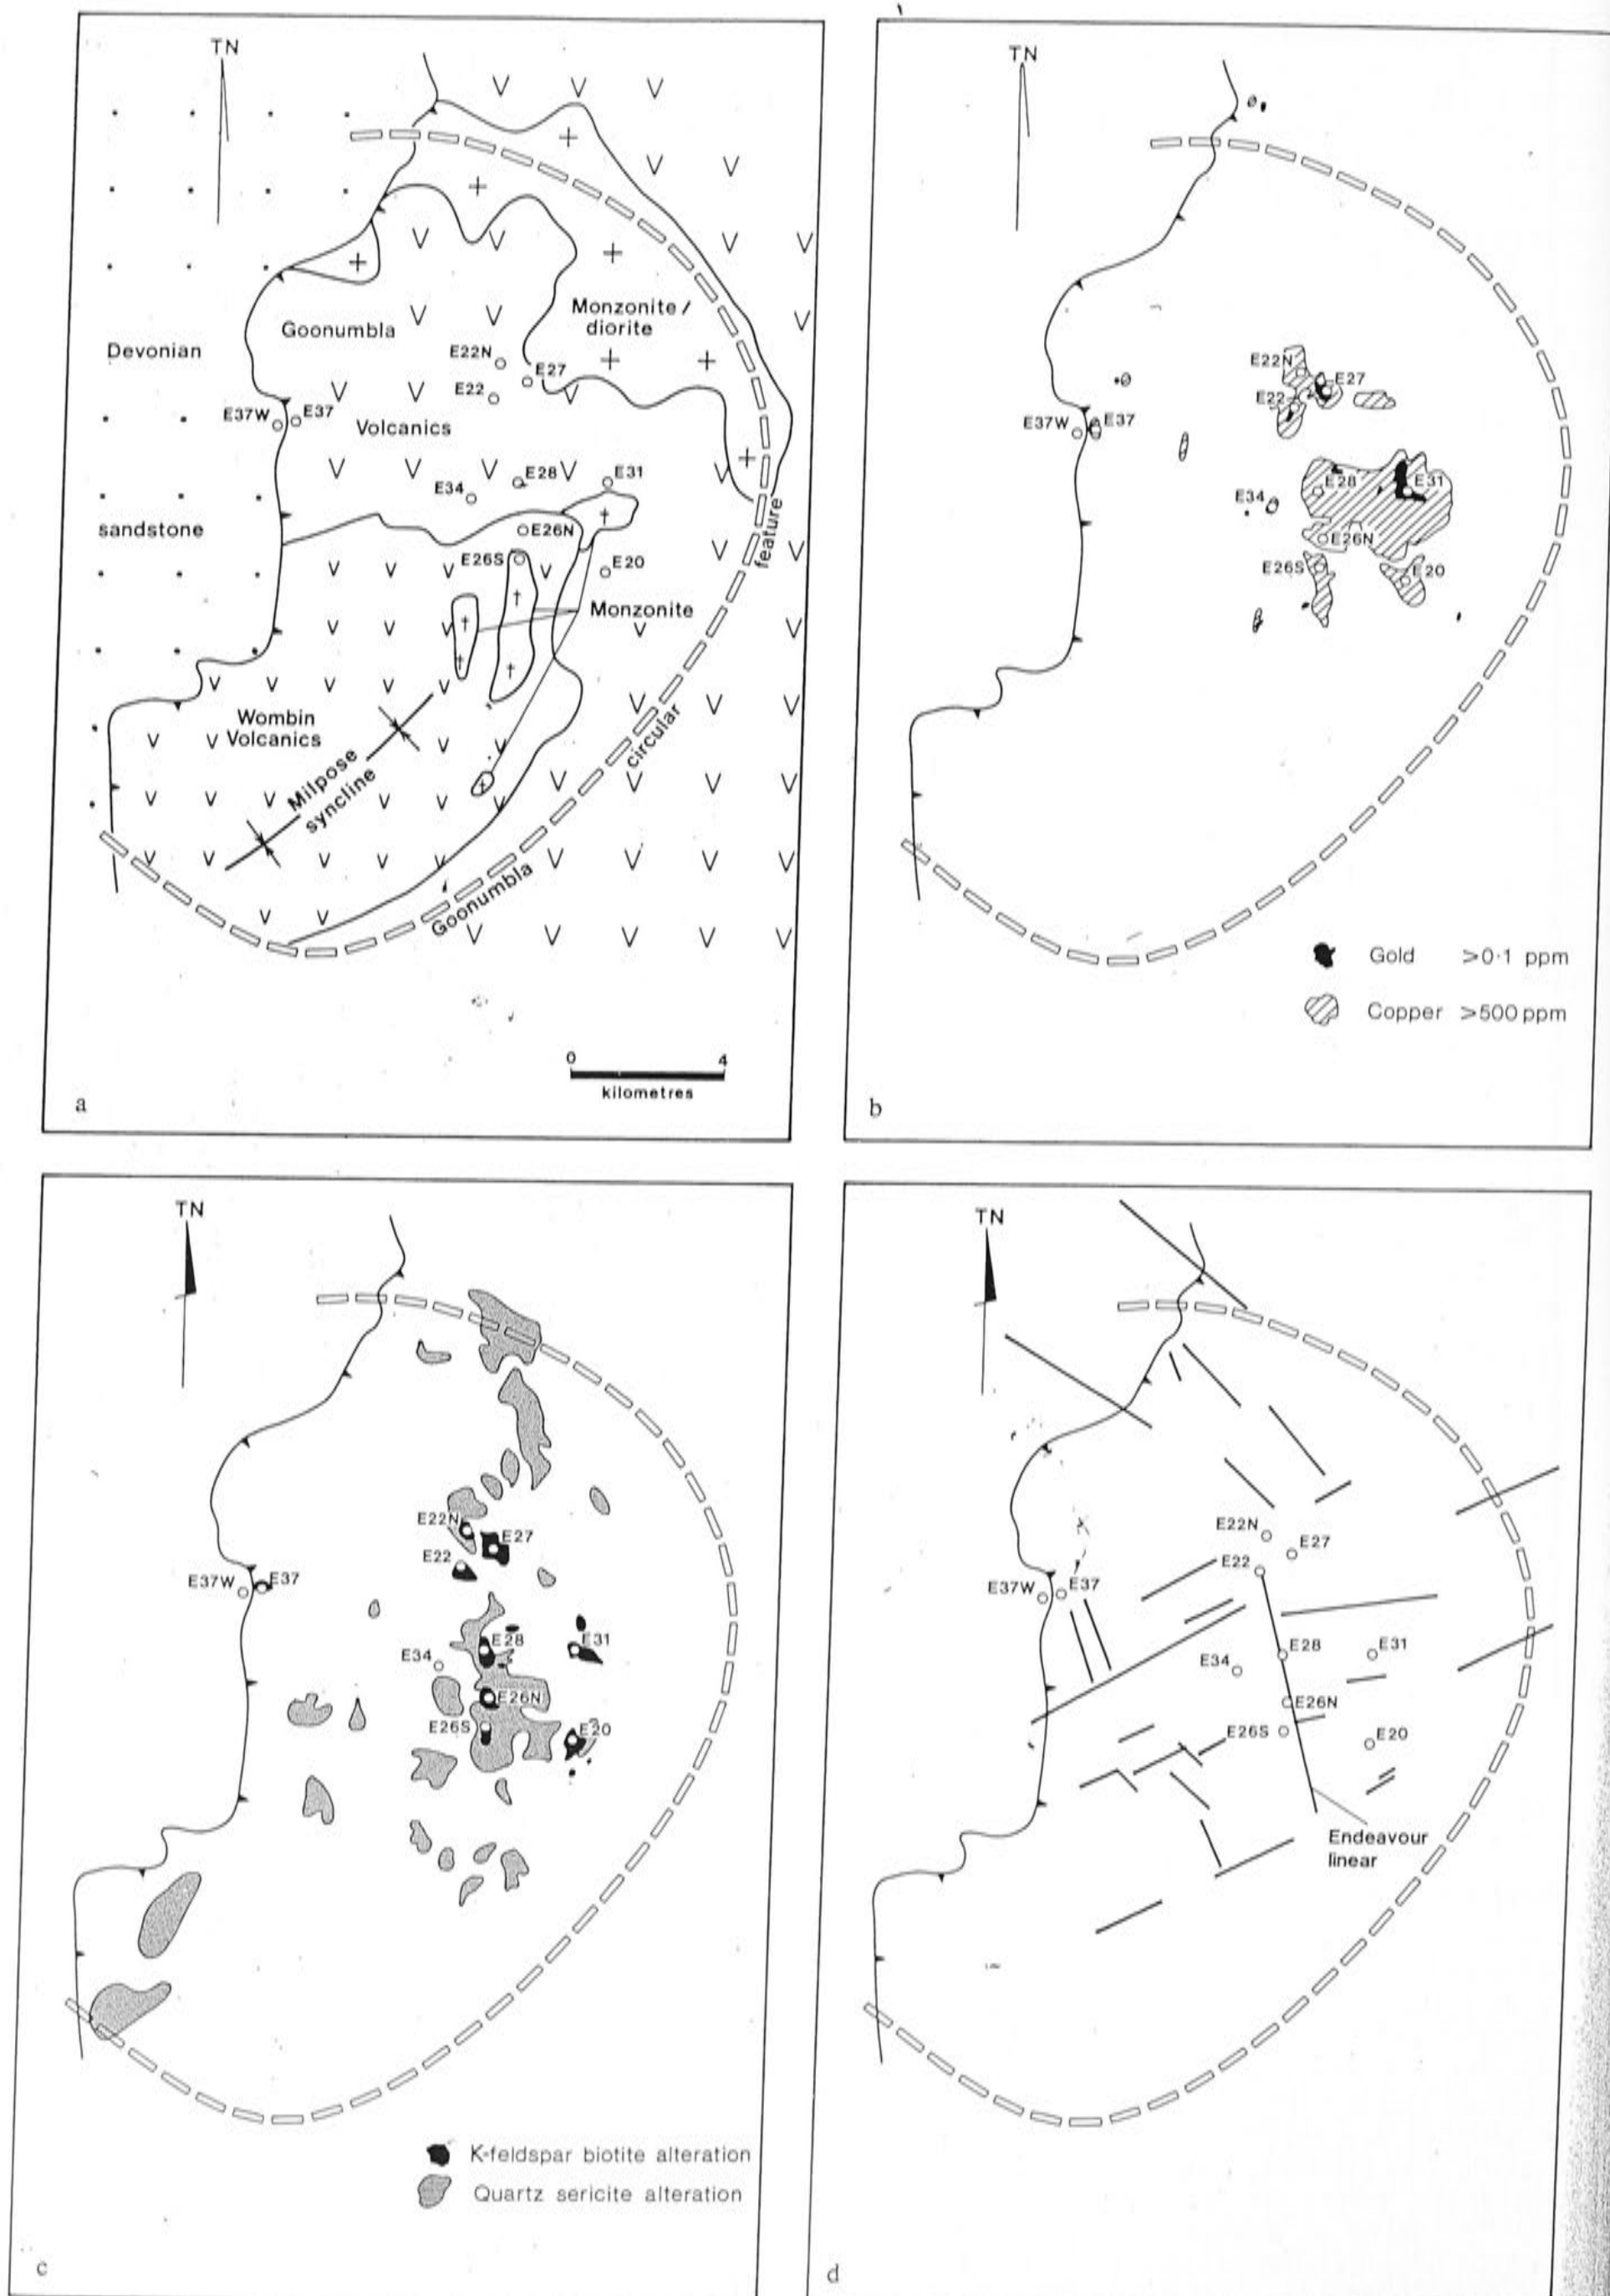 TN
Devonian
sandstone
Goonumbla
Volcanics
Monzonite/
diorite
E22N
E27
E22
E37W
E37
E28
E31
E34
E26N
E26S
E20
Monzonite
Wombin
Volcanics
Milpose
syncline
Goonumbla
circular
feature
0
4
kilometres
a
TN
E22N
E27
E22
E37W
E37
E28
E31
E34
E26N
E26S
E20
Gold >0·1 ppm
Copper >500 ppm
b
TN
E22N
E27
E22
E37W
E37
E28
E31
E34
E26N
E26S
E20
K-feldspar biotite alteration
Quartz sericite alteration
c
TN
E22N
E27
E22
E37W
E37
E28
E31
E34
E26N
E26S
E20
Endeavour
linear
d